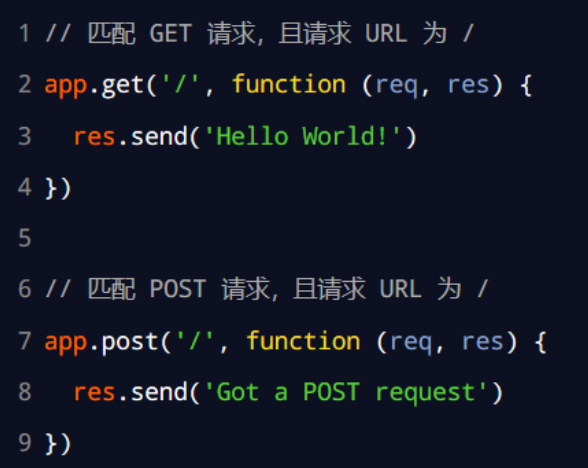 1 // 匹配 GET 请求，且请求 URL 为 /
2 app.get('/', function (req, res) {
3   res.send('Hello World!')
4 })
5
6 // 匹配 POST 请求，且请求 URL 为 /
7 app.post('/', function (req, res) {
8   res.send('Got a POST request')
9 })